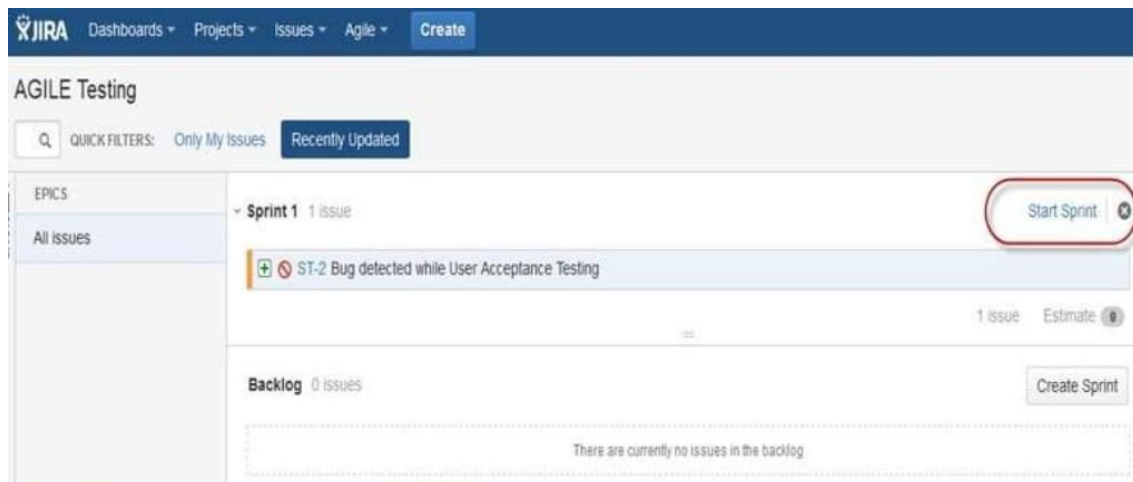 JIRA Dashboards Projects Issues Agile Create
AGILE Testing
QUICK FILTERS: Only My Issues Recently Updated
EPICS
All issues
Sprint 1 1 issue Start Sprint
ST-2 Bug detected while User Acceptance Testing
1 issue Estimate 0
Backlog 0 issues Create Sprint
There are currently no issues in the backlog